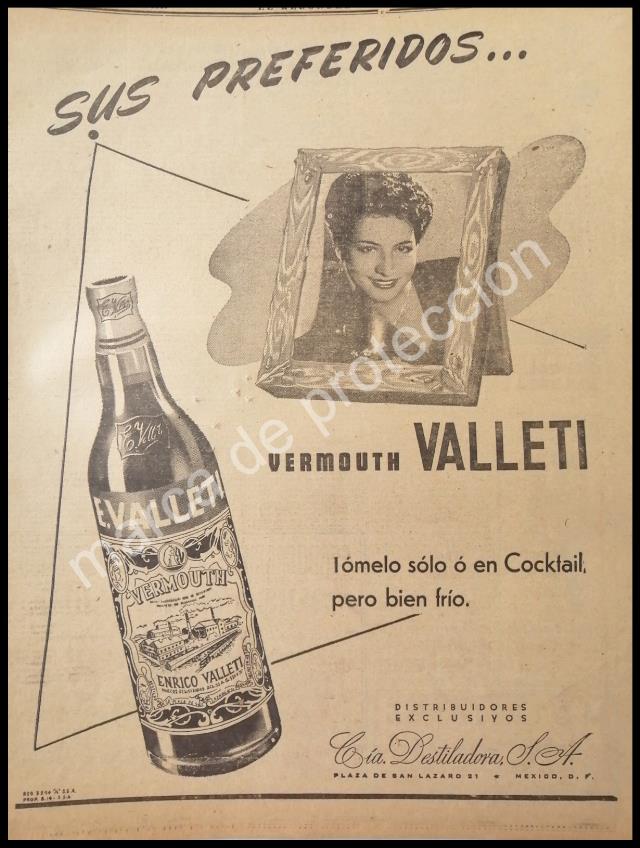 SUS PREFERIDOS...
VERMOUTH VALLETI
Tómelo sólo ó en Cocktail,
pero bien frío.
E. VALLETI
VERMOUTH
ENRICO VALLETI
DISTRIBUIDORES
EXCLUSIVOS
Cía. Destiladora, S. A.
PLAZA DE SAN LAZARO 21 • MEXICO, D. F.
marca de proteccion